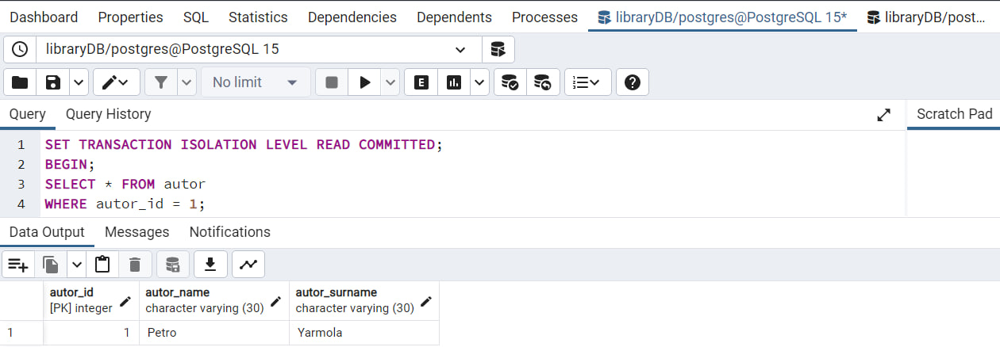 Dashboard Properties SQL Statistics Dependencies Dependents Processes libraryDB/postgres@PostgreSQL 15* libraryDB/post...
libraryDB/postgres@PostgreSQL 15
No limit E
Query Query History Scratch Pad
1 SET TRANSACTION ISOLATION LEVEL READ COMMITTED;
2 BEGIN;
3 SELECT * FROM autor
4 WHERE autor_id = 1;
Data Output Messages Notifications
autor_id autor_name autor_surname
[PK] integer character varying (30) character varying (30)
1 1 Petro Yarmola